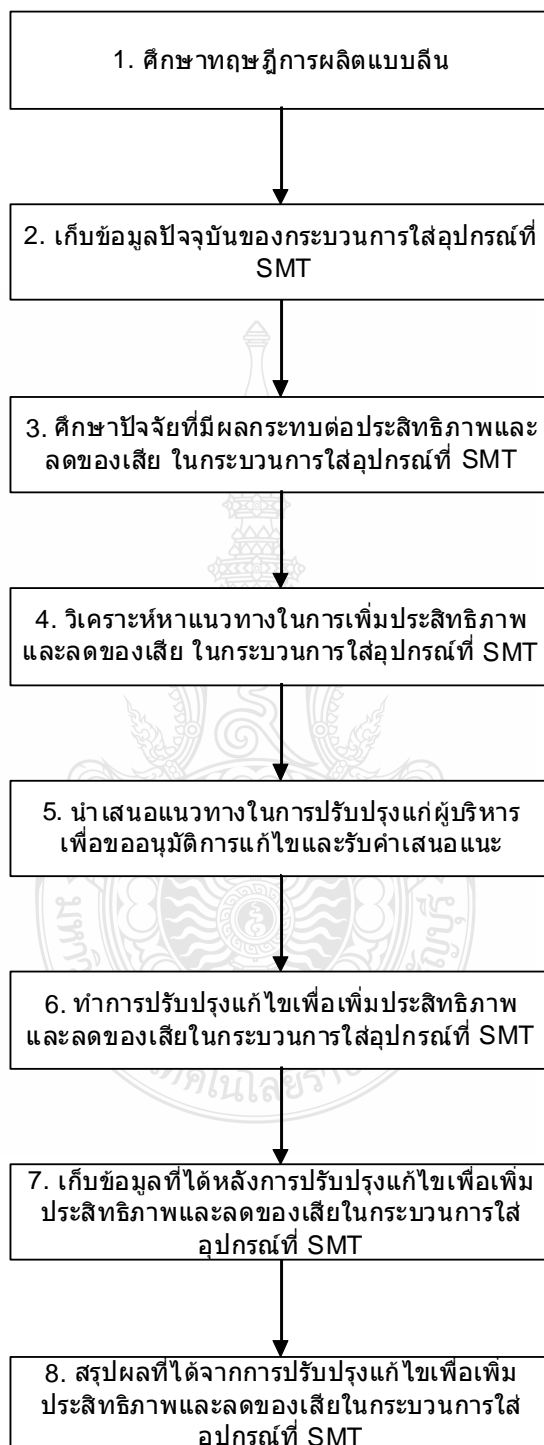 1. ศึกษาทฤษฎีการผลิตแบบลีน
2. เก็บข้อมูลปัจจุบันของกระบวนการใส่อุปกรณ์ที่
SMT
3. ศึกษาปัจจัยที่มีผลกระทบต่อประสิทธิภาพและ
ลดของเสีย ในกระบวนการใส่อุปกรณ์ที่ SMT
4. วิเคราะห์หาแนวทางในการเพิ่มประสิทธิภาพ
และลดของเสีย ในกระบวนการใส่อุปกรณ์ที่ SMT
5. นำเสนอแนวทางในการปรับปรุงแก่ผู้บริหาร
เพื่อขออนุมัติการแก้ไขและรับคำเสนอแนะ
6. ทำการปรับปรุงแก้ไขเพื่อเพิ่มประสิทธิภาพ
และลดของเสียในกระบวนการใส่อุปกรณ์ที่ SMT
7. เก็บข้อมูลที่ได้หลังการปรับปรุงแก้ไขเพื่อเพิ่ม
ประสิทธิภาพและลดของเสียในกระบวนการใส่
อุปกรณ์ที่ SMT
8. สรุปผลที่ได้จากการปรับปรุงแก้ไขเพื่อเพิ่ม
ประสิทธิภาพและลดของเสียในกระบวนการใส่
อุปกรณ์ที่ SMT